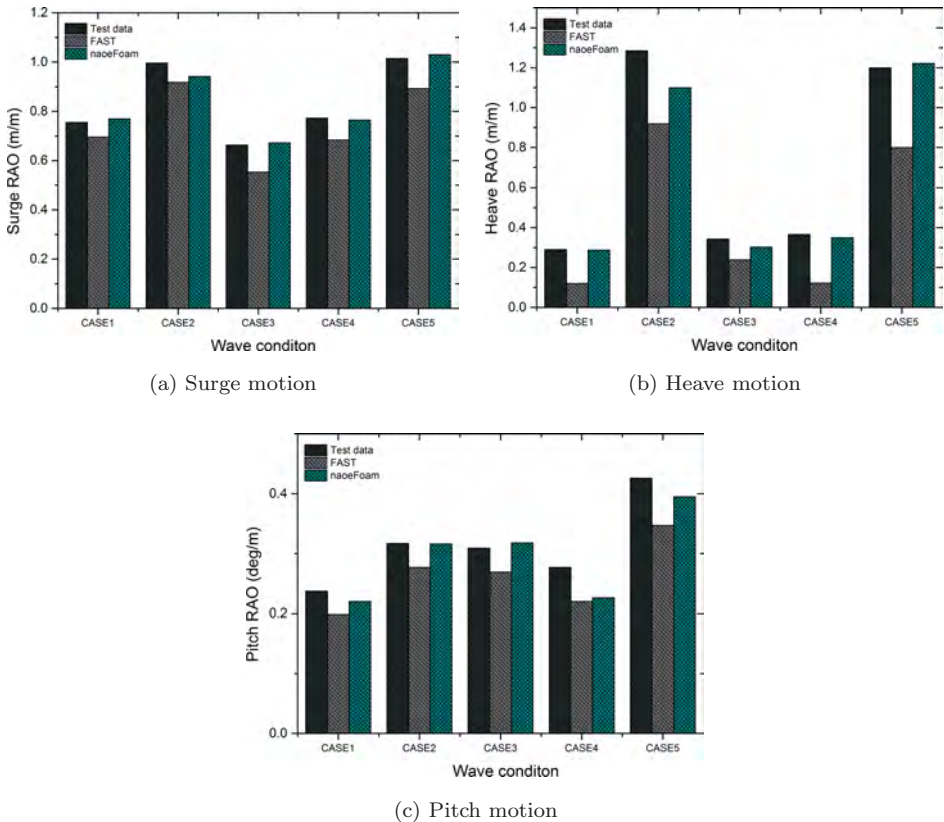 1.2
1.0
0.8
0.6
0.4
0.2
0.0
Surge RAO (m/m)
Test data
FAST
naoeFoam
CASE1 CASE2 CASE3 CASE4 CASE5
Wave conditon
(a) Surge motion
1.4
1.2
1.0
0.8
0.6
0.4
0.2
0.0
Heave RAO (m/m)
Test data
FAST
naoeFoam
CASE1 CASE2 CASE3 CASE4 CASE5
Wave conditon
(b) Heave motion
0.4
0.2
0.0
Pitch RAO (deg/m)
Test data
FAST
naoeFoam
CASE1 CASE2 CASE3 CASE4 CASE5
Wave conditon
(c) Pitch motion